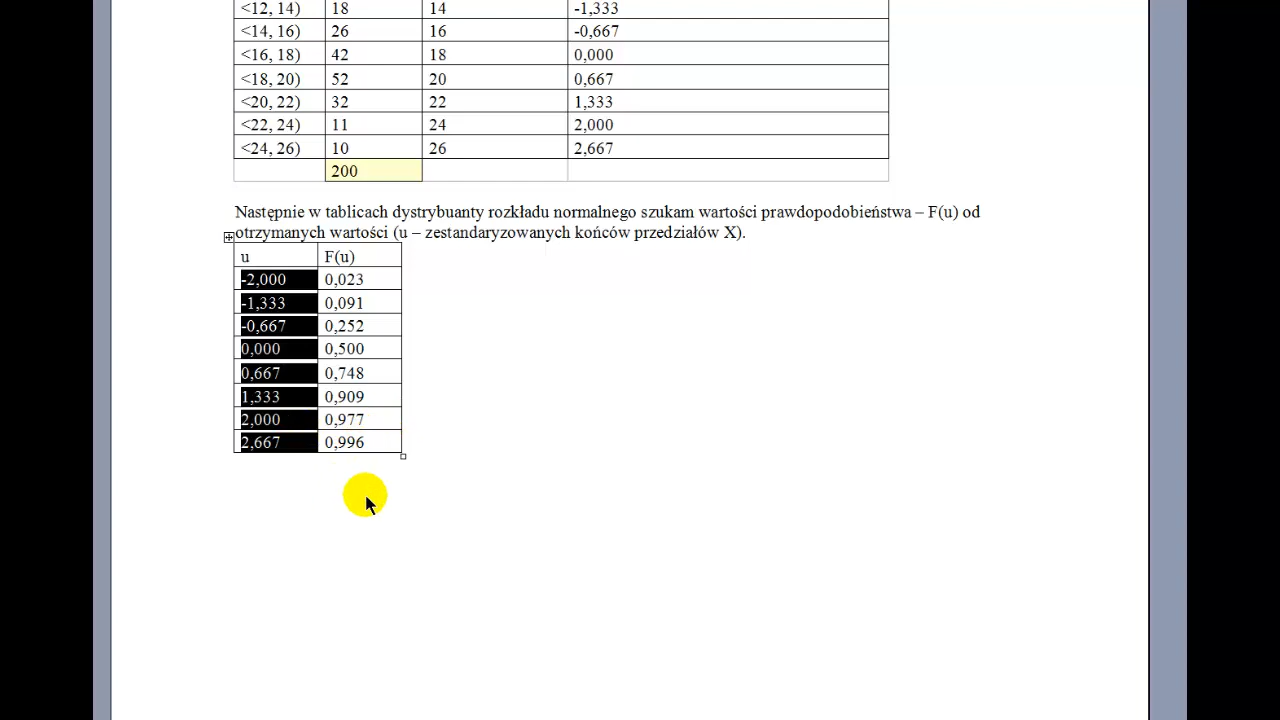 <12, 14) 18 14 -1,333
<14, 16) 26 16 -0,667
<16, 18) 42 18 0,000
<18, 20) 52 20 0,667
<20, 22) 32 22 1,333
<22, 24) 11 24 2,000
<24, 26) 10 26 2,667
200
Następnie w tablicach dystrybuanty rozkładu normalnego szukam wartości prawdopodobieństwa – F(u) od
otrzymanych wartości (u – zestandaryzowanych końców przedziałów X).
u F(u)
-2,000 0,023
-1,333 0,091
-0,667 0,252
0,000 0,500
0,667 0,748
1,333 0,909
2,000 0,977
2,667 0,996